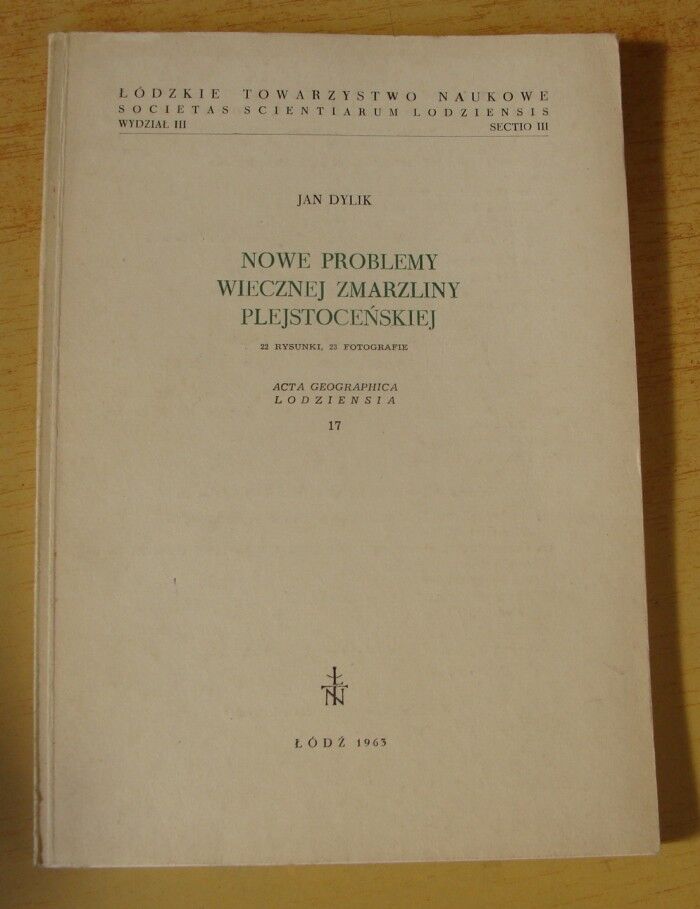 ŁÓDZKIE TOWARZYSTWO NAUKOWE
SOCIETAS SCIENTIARUM LODZIENSIS
WYDZIAŁ III SECTIO III
JAN DYLIK
NOWE PROBLEMY
WIECZNEJ ZMARZLINY
PLEJSTOCEŃSKIEJ
22 RYSUNKI, 23 FOTOGRAFIE
ACTA GEOGRAPHICA
LODZIENSIA
17
ŁTN
ŁÓDŹ 1963